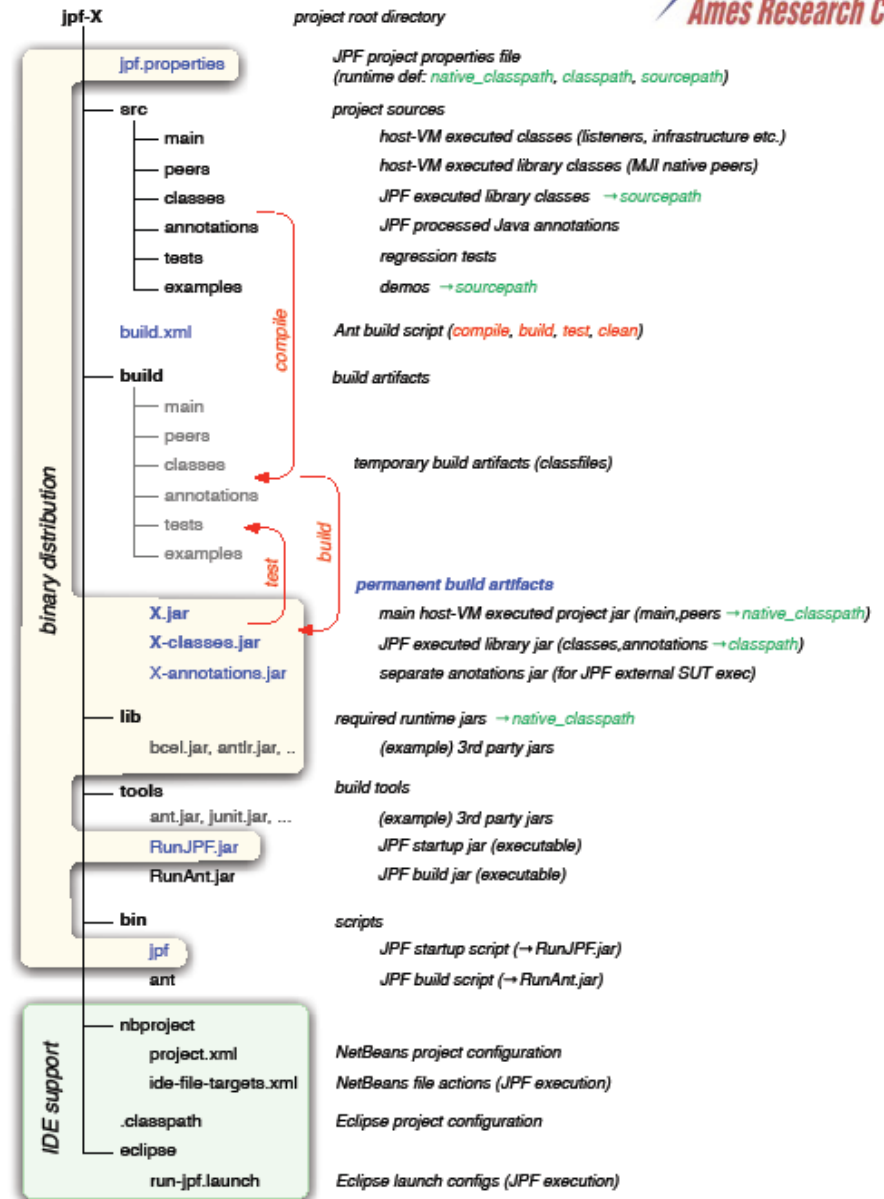 Ames Research C
jpf-X project root directory
jpf.properties JPF project properties file
(runtime def: native_classpath, classpath, sourcepath)
src project sources
main host-VM executed classes (listeners, infrastructure etc.)
peers host-VM executed library classes (MJI native peers)
classes JPF executed library classes → sourcepath
annotations JPF processed Java annotations
tests regression tests
examples demos → sourcepath
compile
build.xml Ant build script (compile, build, test, clean)
build build artifacts
main
peers
classes temporary build artifacts (classfiles)
annotations
tests
examples
build
test
binary distribution
permanent build artifacts
X.jar main host-VM executed project jar (main,peers → native_classpath)
X-classes.jar JPF executed library jar (classes,annotations → classpath)
X-annotations.jar separate anotations jar (for JPF external SUT exec)
lib required runtime jars → native_classpath
bcel.jar, antlr.jar, .. (example) 3rd party jars
tools build tools
ant.jar, junit.jar, ... (example) 3rd party jars
RunJPF.jar JPF startup jar (executable)
RunAnt.jar JPF build jar (executable)
bin scripts
jpf JPF startup script (→ RunJPF.jar)
ant JPF build script (→ RunAnt.jar)
IDE support
nbproject
project.xml NetBeans project configuration
ide-file-targets.xml NetBeans file actions (JPF execution)
.classpath Eclipse project configuration
eclipse
run-jpf.launch Eclipse launch configs (JPF execution)